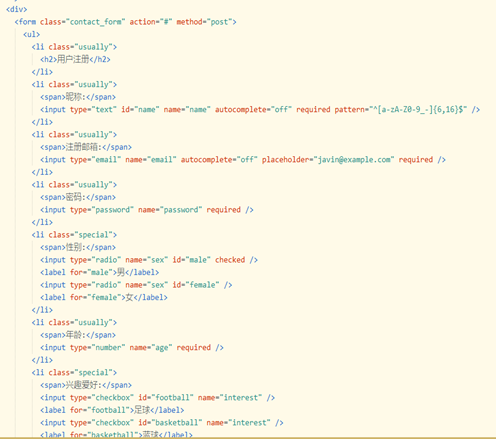 <div>
<form class="contact_form" action="#" method="post">
<ul>
<li class="usually">
<h2>用户注册</h2>
</li>
<li class="usually">
<span>昵称:</span>
<input type="text" id="name" name="name" autocomplete="off" required pattern="^[a-zA-Z0-9_-]{6,16}$" />
</li>
<li class="usually">
<span>注册邮箱:</span>
<input type="email" name="email" autocomplete="off" placeholder="javin@example.com" required />
</li>
<li class="usually">
<span>密码:</span>
<input type="password" name="password" required />
</li>
<li class="special">
<span>性别:</span>
<input type="radio" name="sex" id="male" checked />
<label for="male">男</label>
<input type="radio" name="sex" id="female" />
<label for="female">女</label>
</li>
<li class="usually">
<span>年龄:</span>
<input type="number" name="age" required />
</li>
<li class="special">
<span>兴趣爱好:</span>
<input type="checkbox" id="football" name="interest" />
<label for="football">足球</label>
<input type="checkbox" id="basketball" name="interest" />
<label for="basketball">篮球</label>